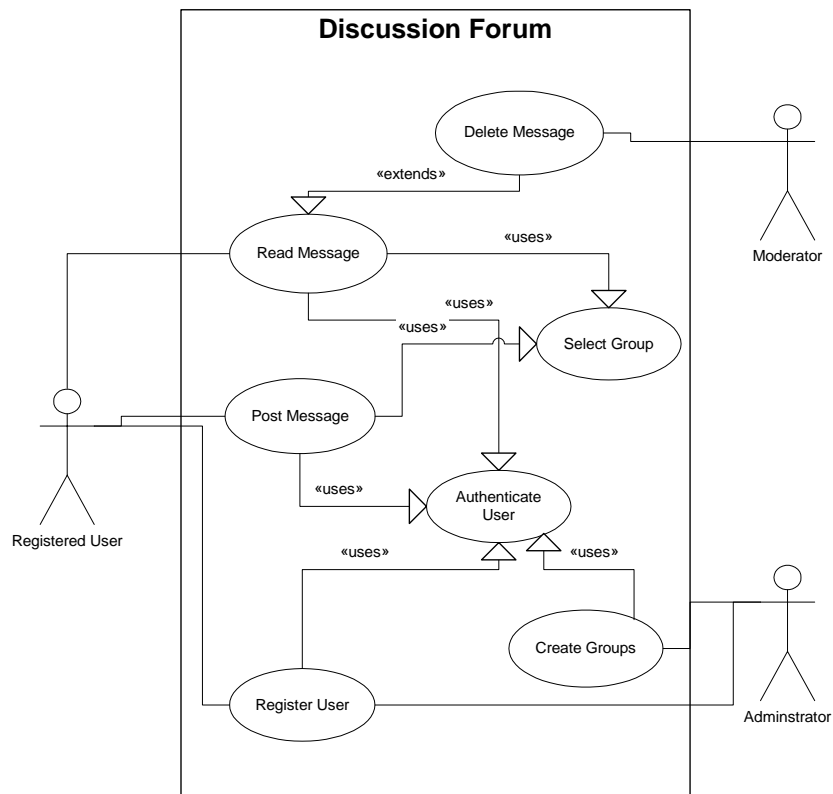 Discussion Forum
Delete Message
«extends»
Read Message
«uses»
Moderator
«uses»
«uses»
Select Group
Post Message
Authenticate
User
«uses»
Registered User
«uses»
«uses»
Create Groups
Register User
Adminstrator